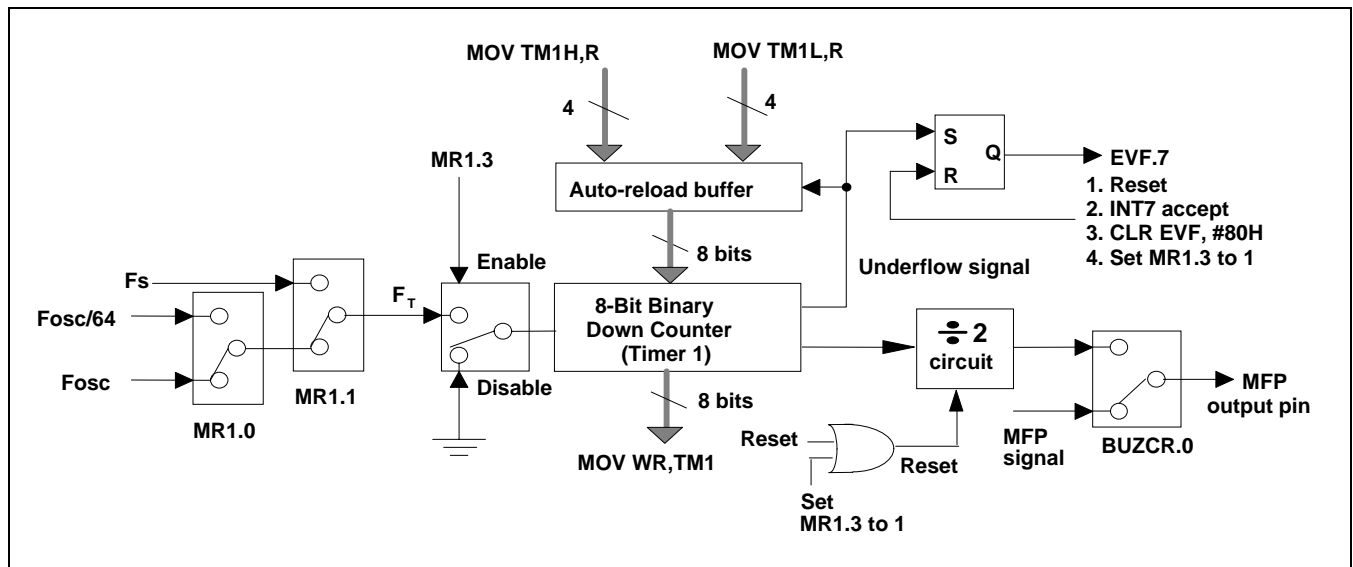 MOV TM1H,R
MOV TM1L,R
4
4
MR1.3
Auto-reload buffer
S
Q
R
EVF.7
1. Reset
2. INT7 accept
3. CLR EVF, #80H
4. Set MR1.3 to 1
8 bits
Underflow signal
Enable
Fs
FT
Fosc/64
Fosc
MR1.0
MR1.1
Disable
8-Bit Binary
Down Counter
(Timer 1)
÷ 2
circuit
8 bits
MOV WR,TM1
Reset
Reset
Set
MR1.3 to 1
MFP
signal
BUZCR.0
MFP
output pin